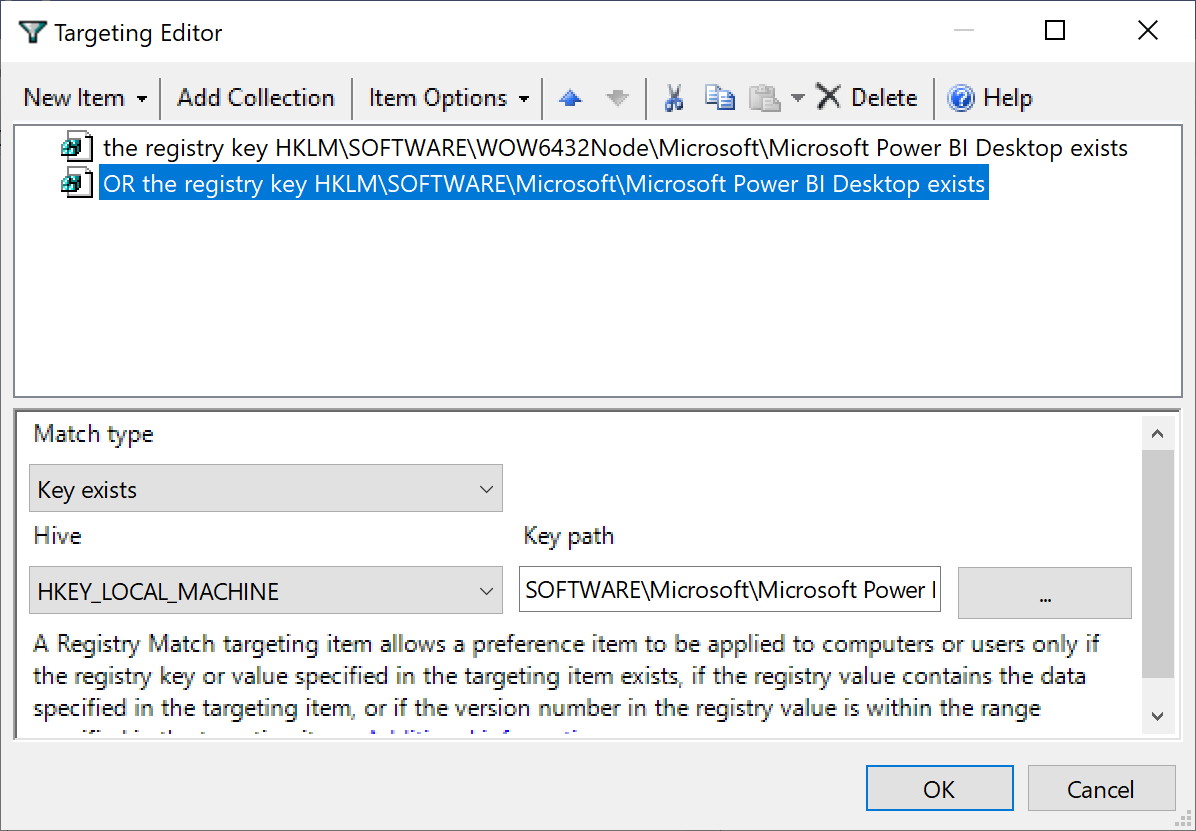 Targeting Editor
New Item Add Collection Item Options Delete Help
the registry key HKLM\SOFTWARE\WOW6432Node\Microsoft\Microsoft Power BI Desktop exists
OR the registry key HKLM\SOFTWARE\Microsoft\Microsoft Power BI Desktop exists
Match type
Key exists
Hive Key path
HKEY_LOCAL_MACHINE SOFTWARE\Microsoft\Microsoft Power ...
A Registry Match targeting item allows a preference item to be applied to computers or users only if
the registry key or value specified in the targeting item exists, if the registry value contains the data
specified in the targeting item, or if the version number in the registry value is within the range
OK Cancel